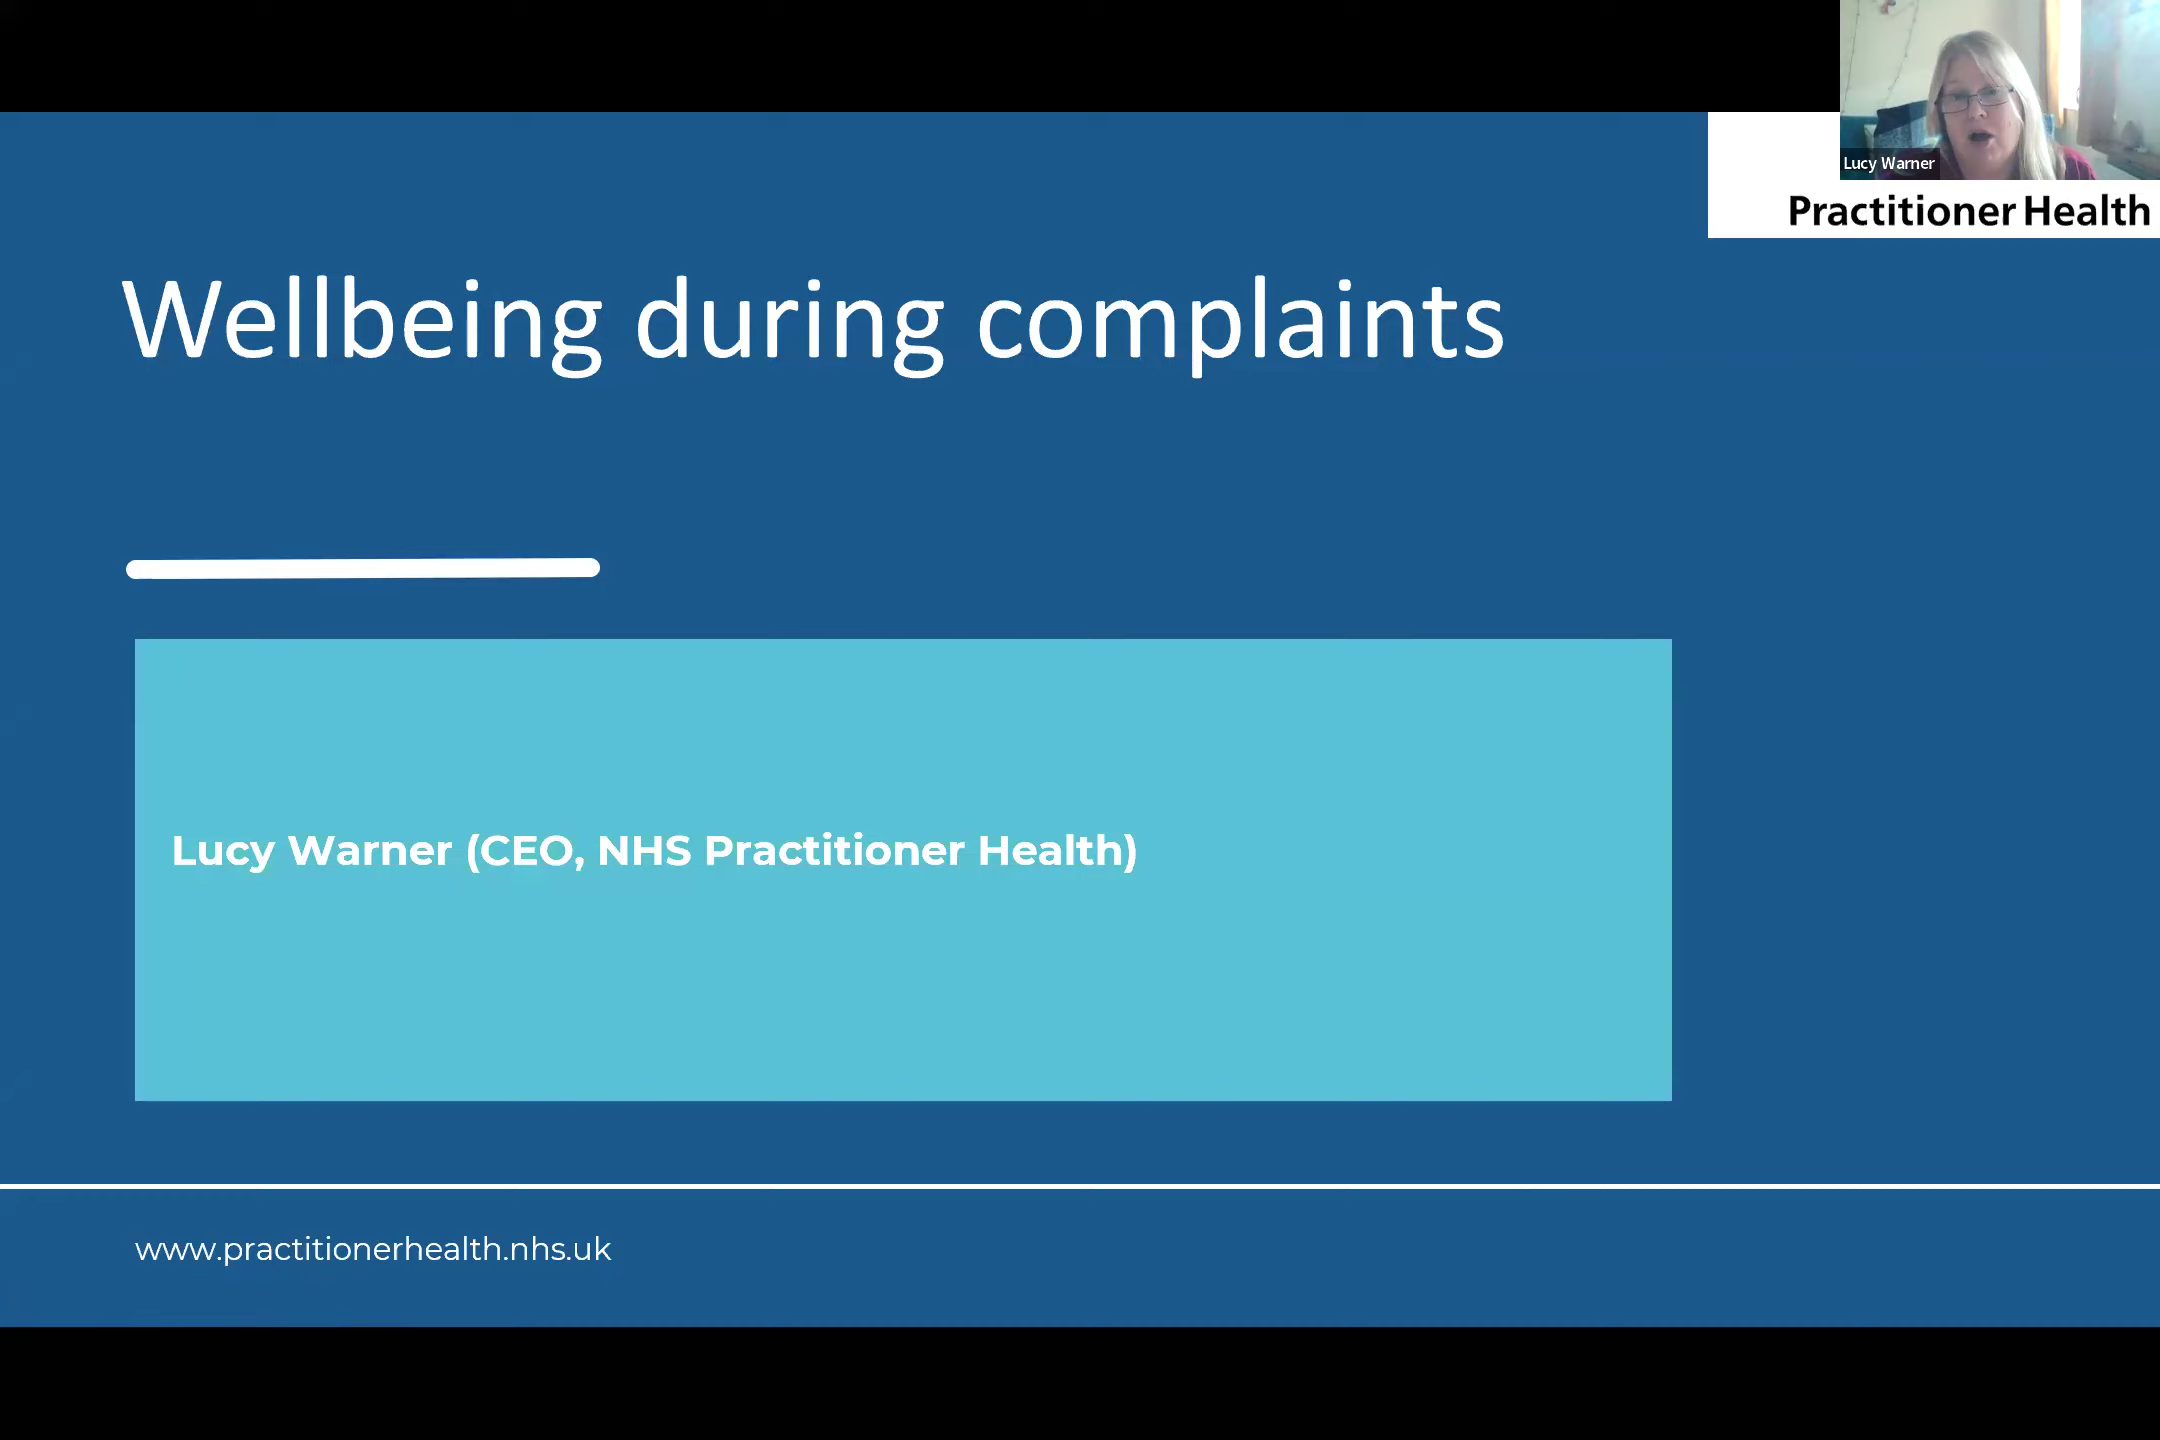 Lucy Warner
Practitioner Health
Wellbeing during complaints
Lucy Warner (CEO, NHS Practitioner Health)
www.practitionerhealth.nhs.uk